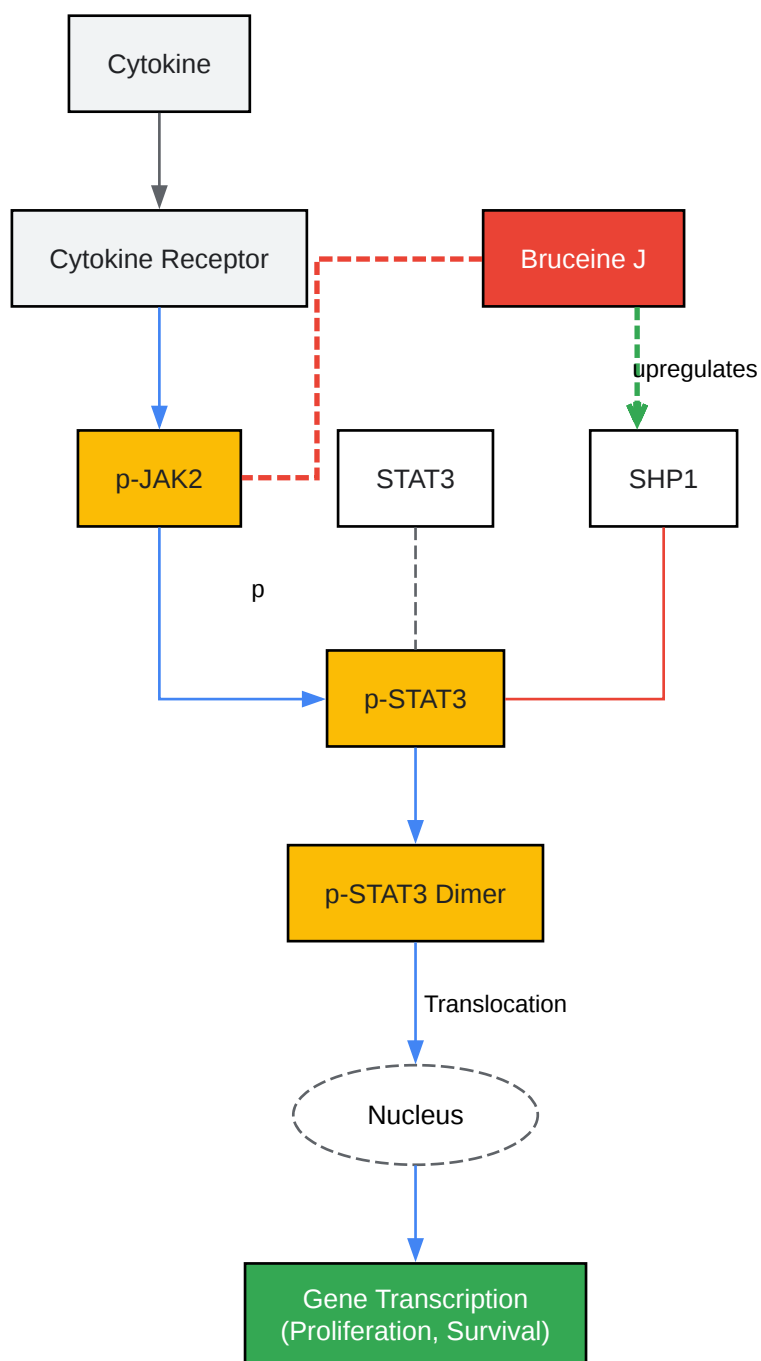 Cytokine
Cytokine Receptor
Bruceine J
upregulates
p-JAK2
STAT3
SHP1
p
p-STAT3
p-STAT3 Dimer
Translocation
Nucleus
Gene Transcription
(Proliferation, Survival)